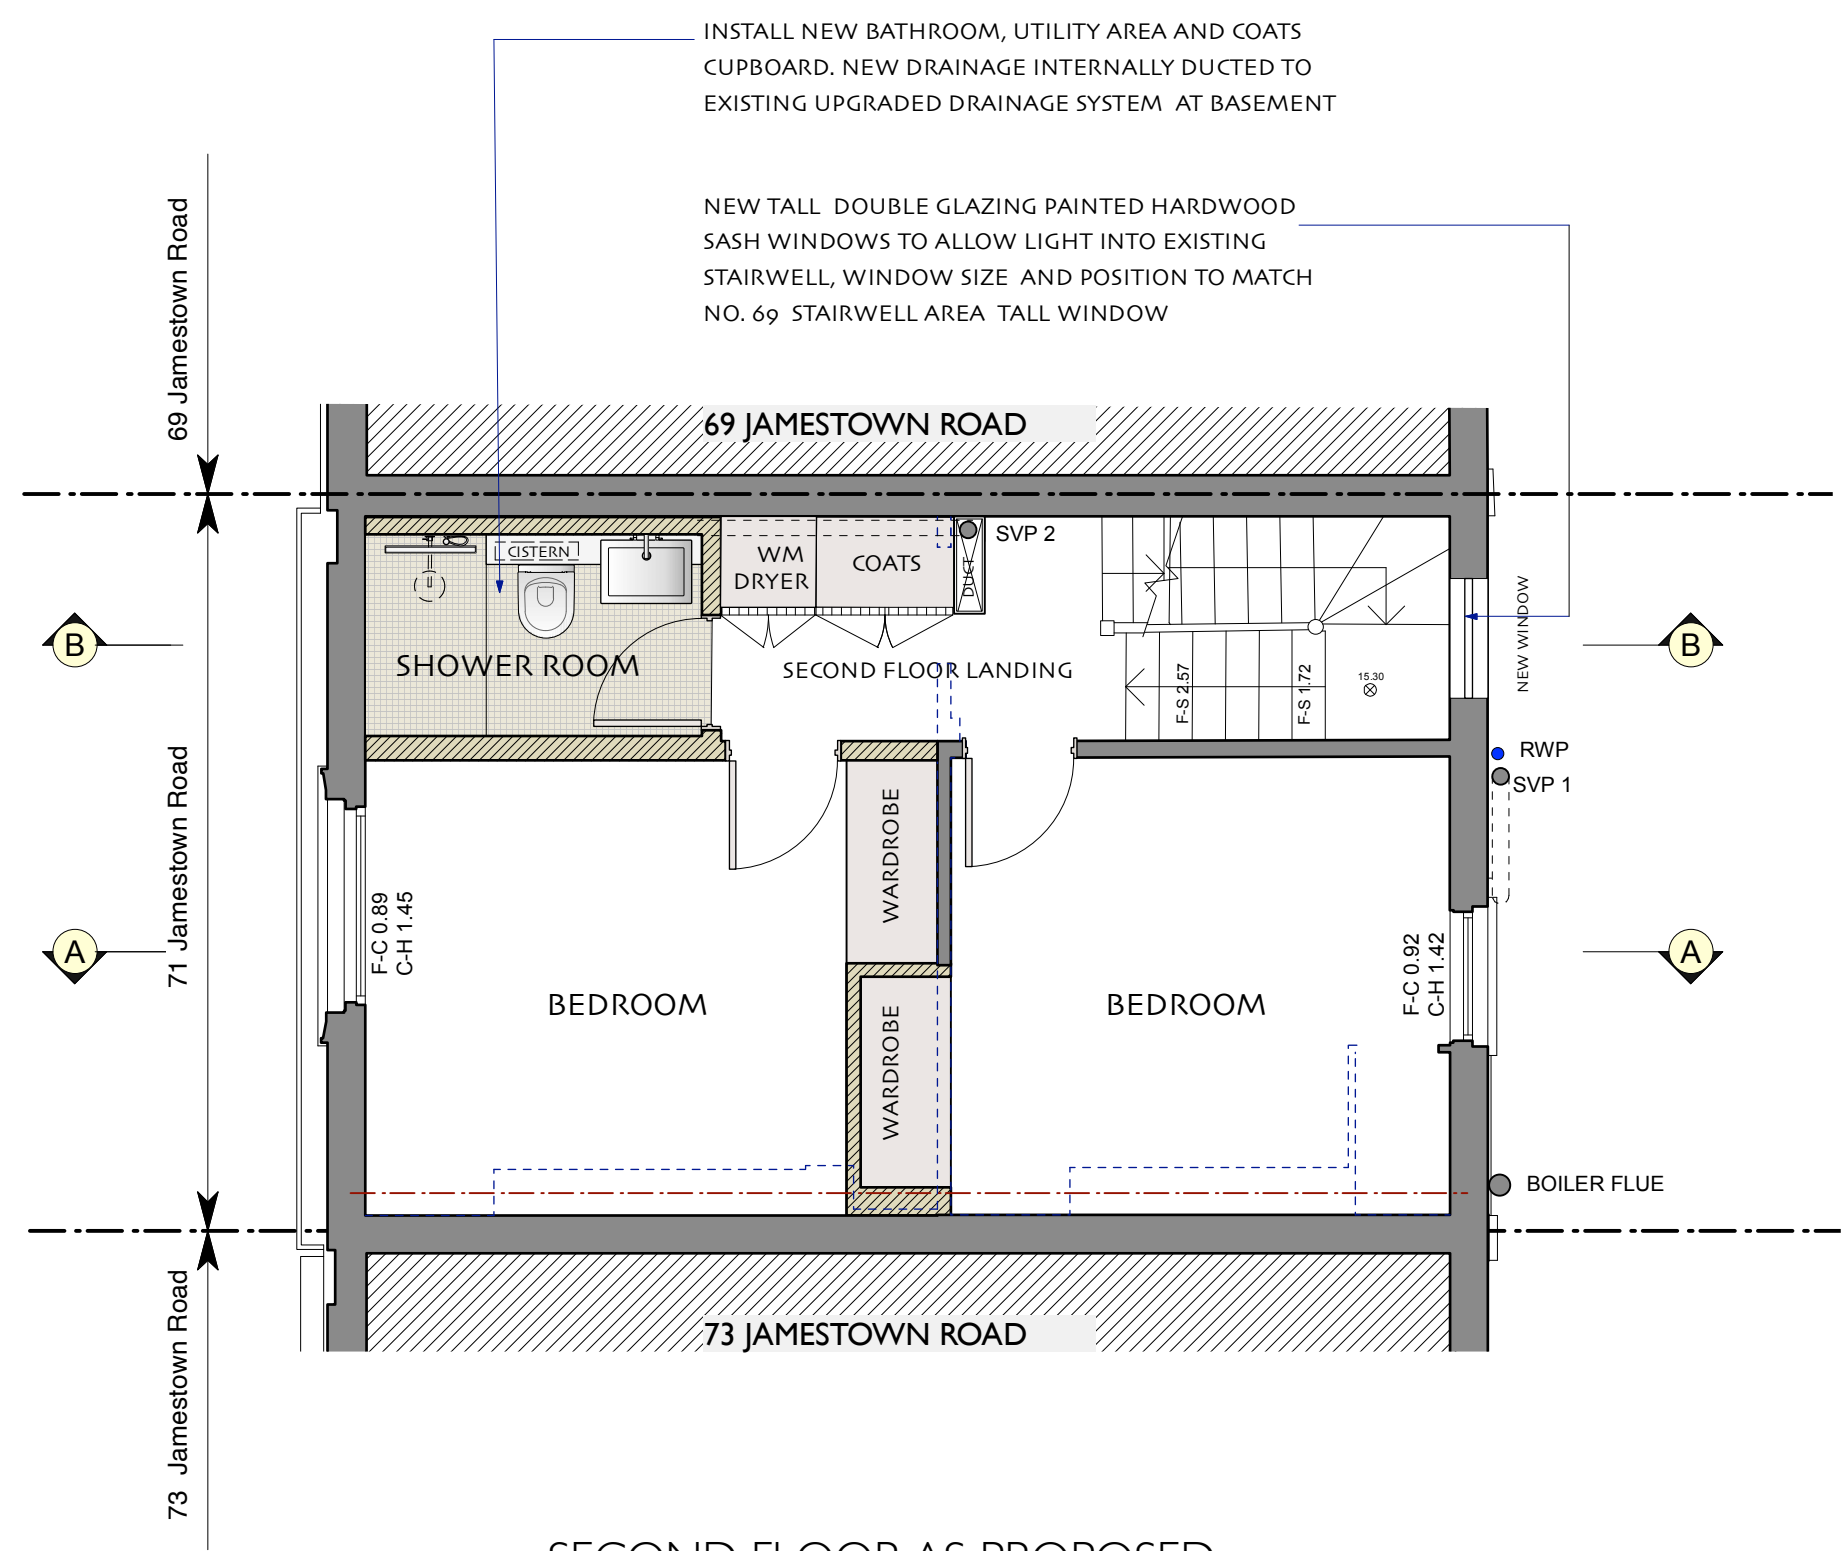 INSTALL NEW BATHROOM, UTILITY AREA AND COATS
CUPBOARD. NEW DRAINAGE INTERNALLY DUCTED TO
EXISTING UPGRADED DRAINAGE SYSTEM AT BASEMENT
NEW TALL DOUBLE GLAZING PAINTED HARDWOOD
SASH WINDOWS TO ALLOW LIGHT INTO EXISTING
STAIRWELL, WINDOW SIZE AND POSITION TO MATCH
NO. 69 STAIRWELL AREA TALL WINDOW
69 Jamestown Road
69 JAMESTOWN ROAD
CISTERN
WM
DRYER
COATS
DUCT
SVP 2
B
SHOWER ROOM
SECOND FLOOR LANDING
F-S 2.57
F-S 1.72
15.30
NEW WINDOW
B
RWP
SVP 1
71 Jamestown Road
A
F-C 0.89
C-H 1.45
BEDROOM
WARDROBE
WARDROBE
BEDROOM
F-C 0.92
C-H 1.42
A
BOILER FLUE
73 JAMESTOWN ROAD
73 Jamestown Road
SECOND FLOOR AS PROPOSED